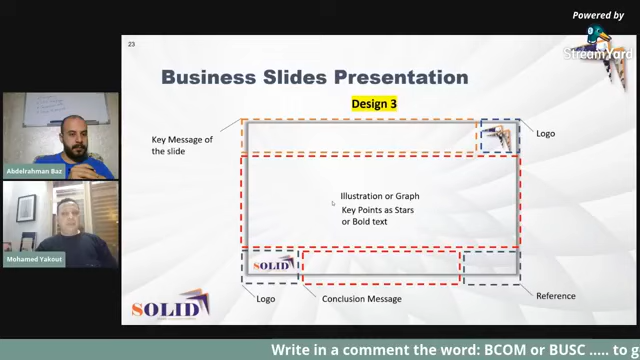 Powered by
StreamYard
23
Business Slides Presentation
Design 3
Key Message of
the slide
Logo
Illustration or Graph
Key Points as Stars
or Bold text
Abdelrahman Baz
Mohamed Yakout
SOLID
SOLID
Logo
Conclusion Message
Reference
Write in a comment the word: BCOM or BUSC ..... to g